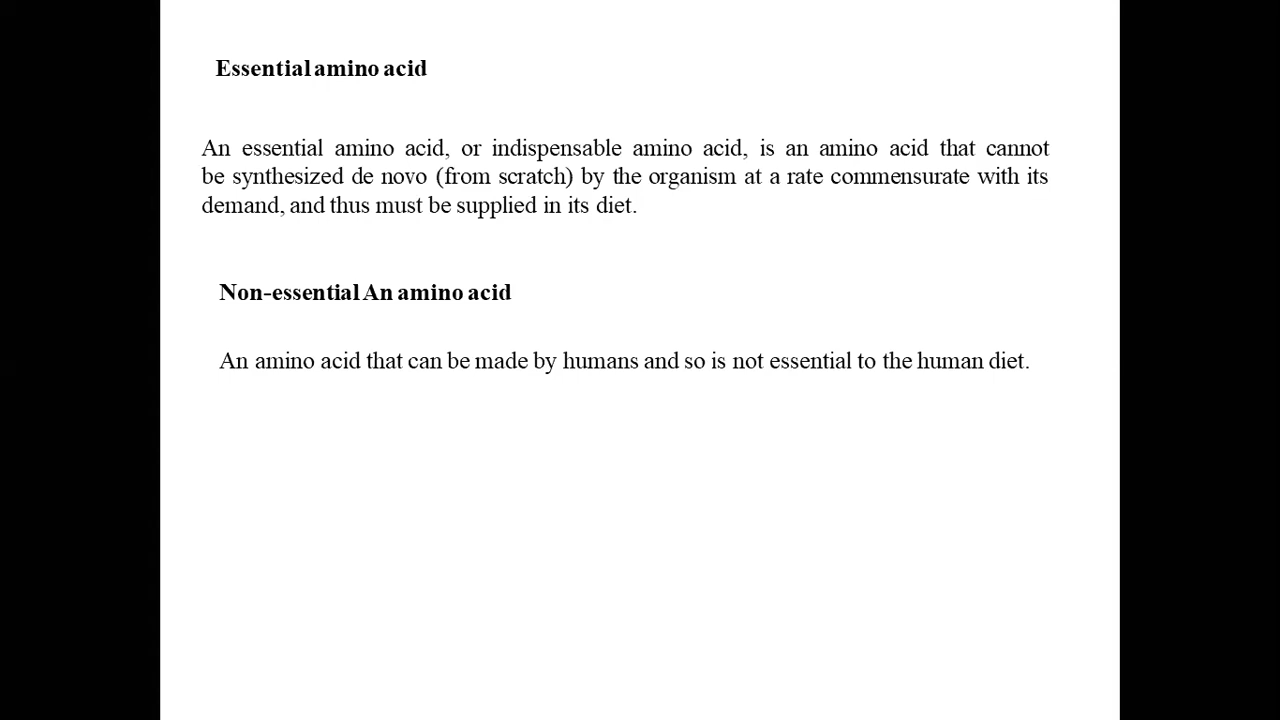 Essential amino acid
An essential amino acid, or indispensable amino acid, is an amino acid that cannot
be synthesized de novo (from scratch) by the organism at a rate commensurate with its
demand, and thus must be supplied in its diet.
Non-essential An amino acid
An amino acid that can be made by humans and so is not essential to the human diet.